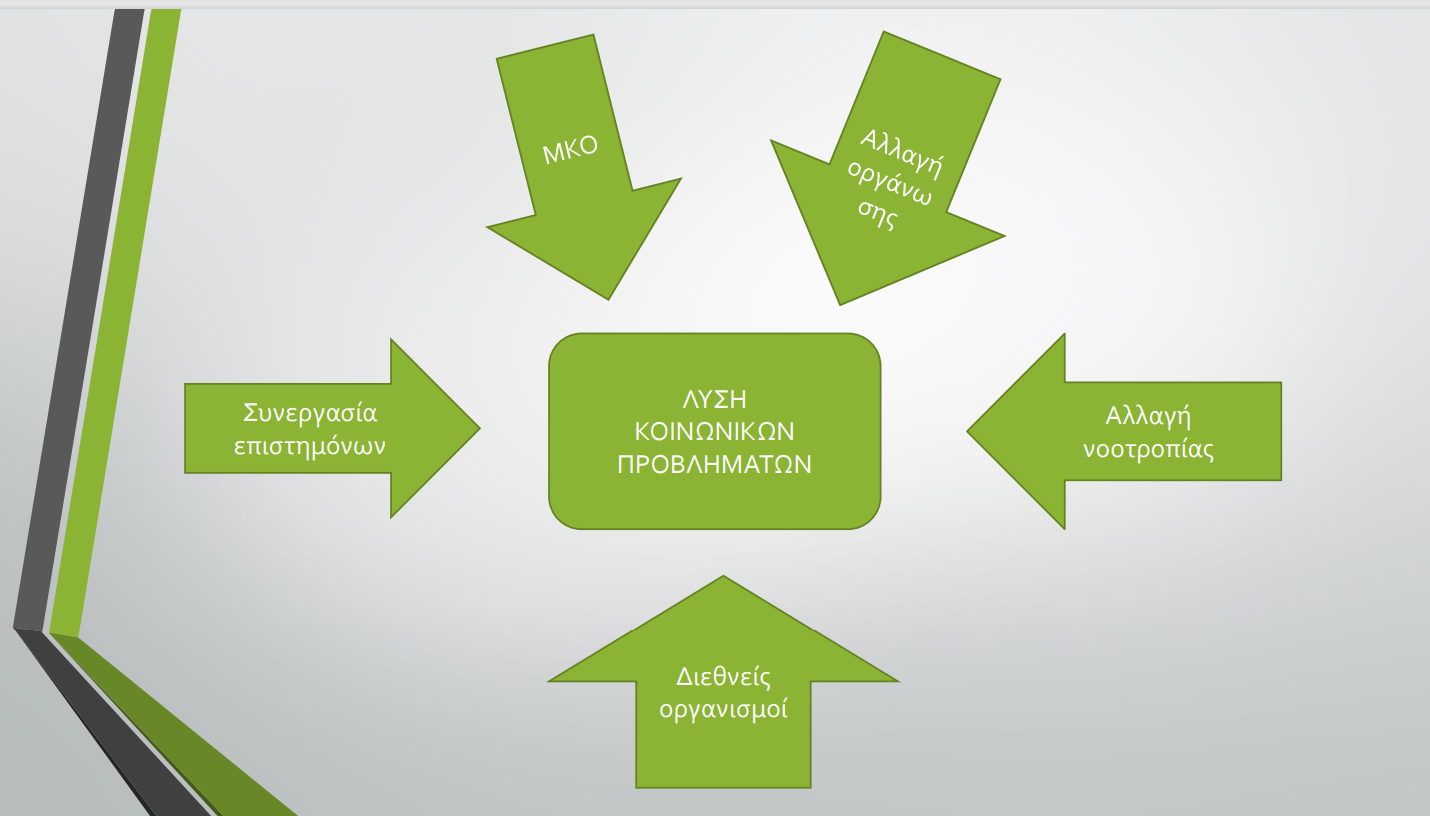 ΜΚΟ
Αλλαγή
οργάνω
σης
Συνεργασία
επιστημόνων
ΛΥΣΗ
ΚΟΙΝΩΝΙΚΩΝ
ΠΡΟΒΛΗΜΑΤΩΝ
Αλλαγή
νοοτροπίας
Διεθνείς
οργανισμοί